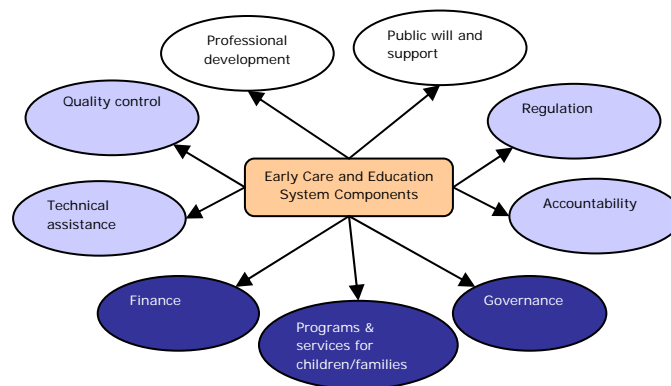 Professional
development
Public will and
support
Quality control
Regulation
Early Care and Education
System Components
Technical
assistance
Accountability
Finance
Programs &
services for
children/families
Governance